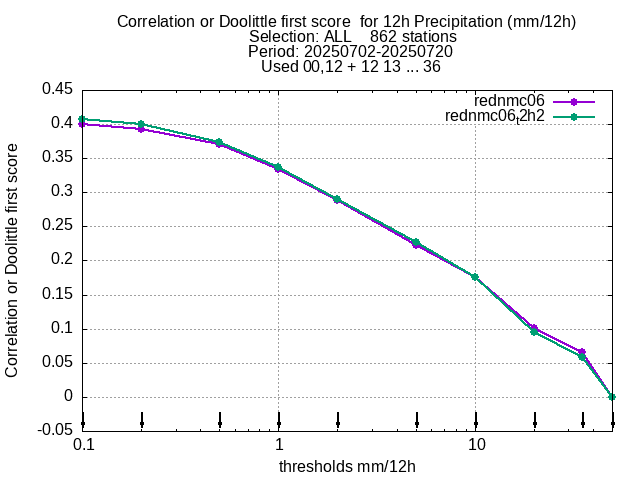 Correlation or Doolittle first score  for 12h Precipitation (mm/12h)
Selection: ALL    862 stations
Period: 20250702-20250720
Used 00,12 + 12 13 ... 36
rednmc06
rednmc06,2h2
Correlation or Doolittle first score
0.45
0.4
0.35
0.3
0.25
0.2
0.15
0.1
0.05
0
-0.05
0.1 1 10
thresholds mm/12h